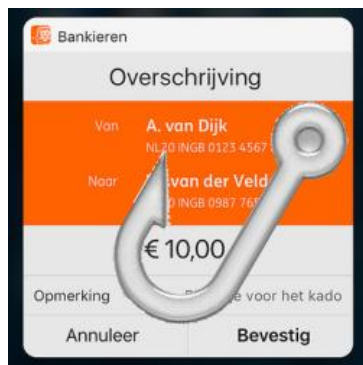 Bankieren
Overschrijving
Van A. van Dijk
NL20 INGB 0123 4567
Naar van der Veld
INGB 0987
€ 10,00
Opmerking voor het kado
Annuleer Bevestig